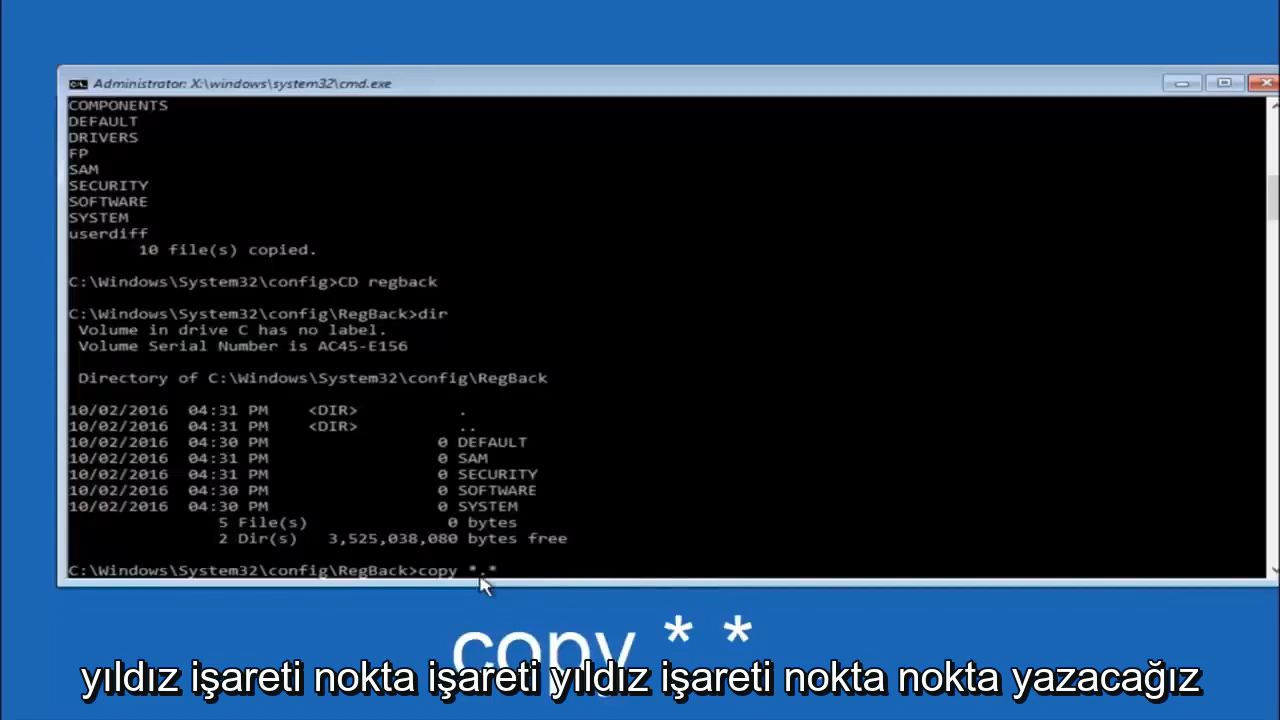 Administrator: X:\windows\system32\cmd.exe
COMPONENTS
DEFAULT
DRIVERS
FP
SAM
SECURITY
SOFTWARE
SYSTEM
userdiff
10 file(s) copied.
C:\Windows\System32\config>CD regback
C:\Windows\System32\config\RegBack>dir
Volume in drive C has no label.
Volume Serial Number is AC45-E156
Directory of C:\Windows\System32\config\RegBack
10/02/2016 04:31 PM <DIR> .
10/02/2016 04:31 PM <DIR> ..
10/02/2016 04:30 PM 0 DEFAULT
10/02/2016 04:31 PM 0 SAM
10/02/2016 04:31 PM 0 SECURITY
10/02/2016 04:30 PM 0 SOFTWARE
10/02/2016 04:30 PM 0 SYSTEM
5 File(s) 0 bytes
2 Dir(s) 3,525,038,080 bytes free
C:\Windows\System32\config\RegBack>copy *.*
copy * *
yıldız işareti nokta işareti yıldız işareti nokta nokta yazacağız